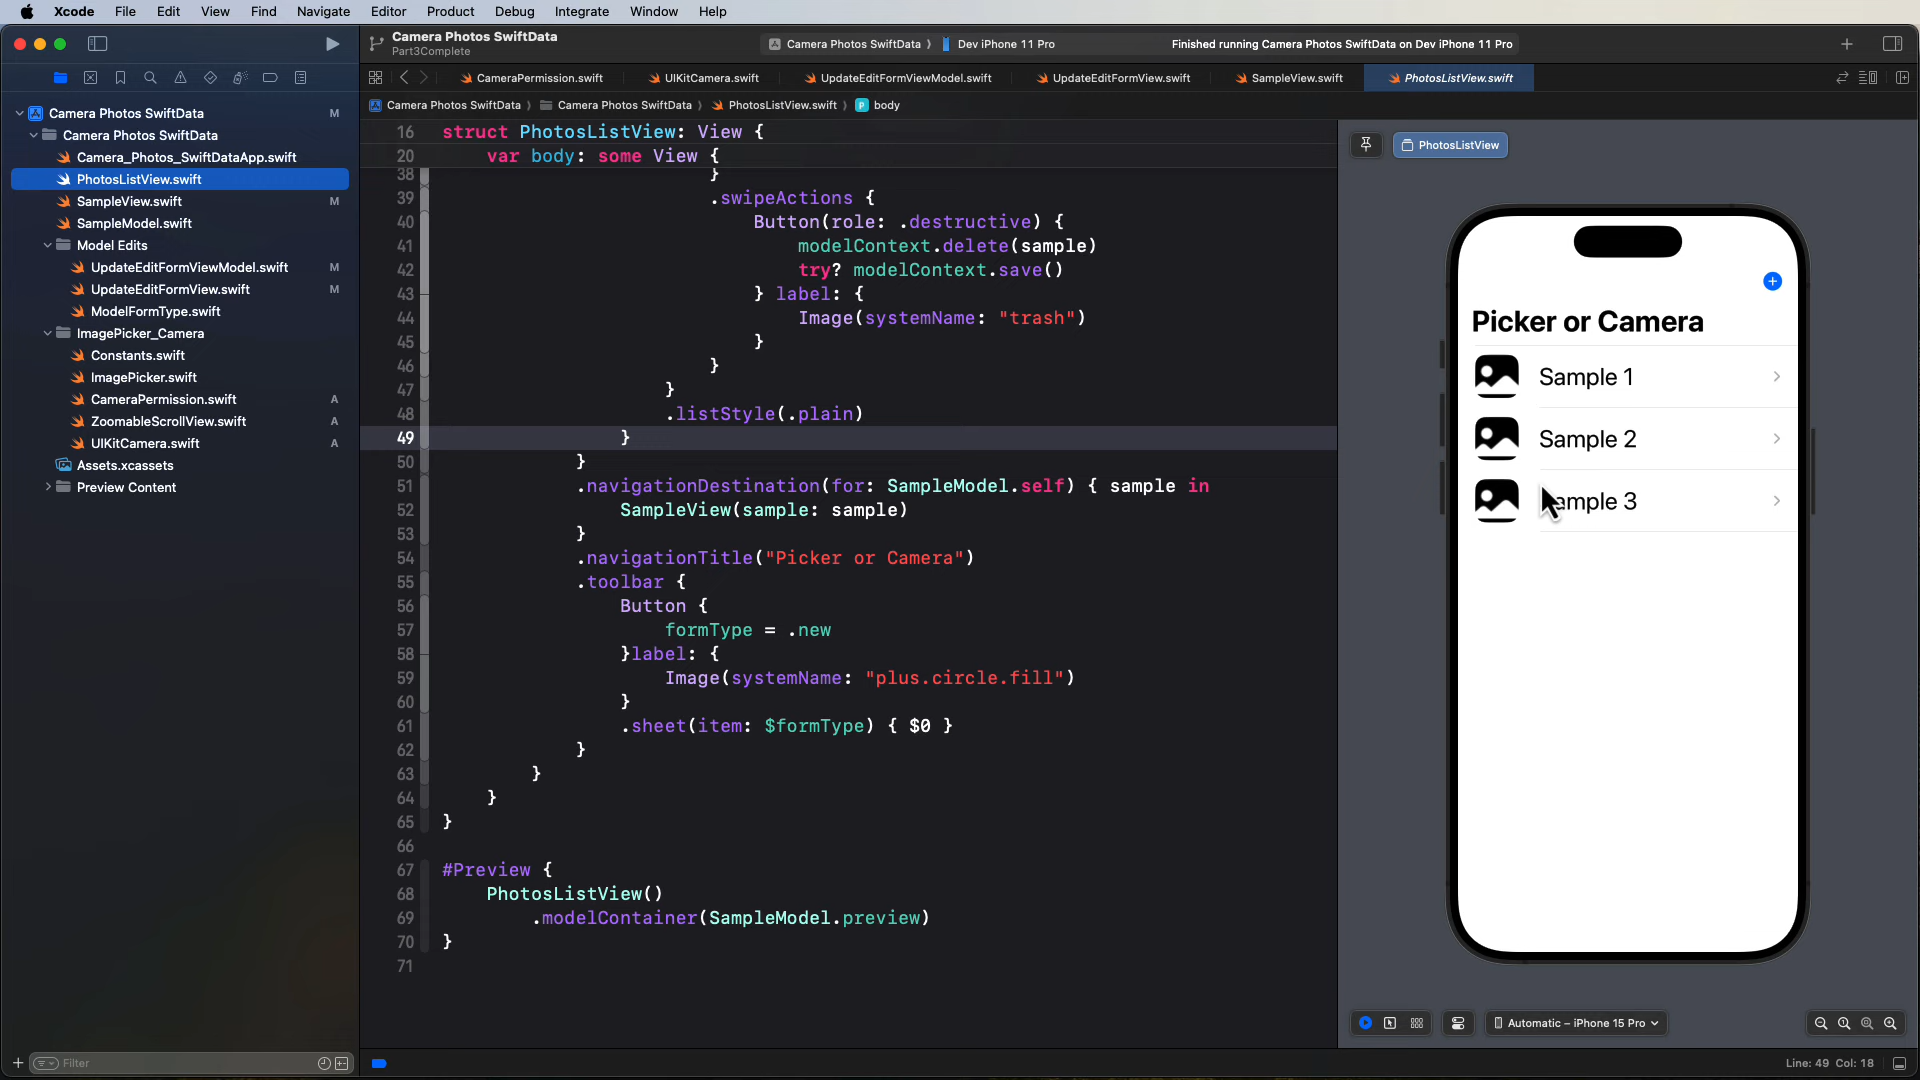 Xcode File Edit View Find Navigate Editor Product Debug Integrate Window Help
Camera Photos SwiftData
Part3Complete
Camera Photos SwiftData Dev iPhone 11 Pro
Finished running Camera Photos SwiftData on Dev iPhone 11 Pro
CameraPermission.swift UIKitCamera.swift UpdateEditFormViewModel.swift UpdateEditFormView.swift SampleView.swift PhotosListView.swift
Camera Photos SwiftData Camera Photos SwiftData PhotosListView.swift body
Camera Photos SwiftData M
Camera Photos SwiftData
Camera_Photos_SwiftDataApp.swift
PhotosListView.swift
SampleView.swift M
SampleModel.swift
Model Edits
UpdateEditFormViewModel.swift M
UpdateEditFormView.swift M
ModelFormType.swift
ImagePicker_Camera
Constants.swift
ImagePicker.swift
CameraPermission.swift A
ZoomableScrollView.swift A
UIKitCamera.swift A
Assets.xcassets
Preview Content
Filter
16 struct PhotosListView: View {
20 var body: some View {
38 }
39 .swipeActions {
40 Button(role: .destructive) {
41 modelContext.delete(sample)
42 try? modelContext.save()
43 } label: {
44 Image(systemName: "trash")
45 }
46 }
47 }
48 .listStyle(.plain)
49 }
50 }
51 .navigationDestination(for: SampleModel.self) { sample in
52 SampleView(sample: sample)
53 }
54 .navigationTitle("Picker or Camera")
55 .toolbar {
56 Button {
57 formType = .new
58 }label: {
59 Image(systemName: "plus.circle.fill")
60 }
61 .sheet(item: $formType) { $0 }
62 }
63 }
64 }
65 }
66
67 #Preview {
68 PhotosListView()
69 .modelContainer(SampleModel.preview)
70 }
71
PhotosListView
Picker or Camera
Sample 1
Sample 2
ample 3
Automatic – iPhone 15 Pro
Line: 49 Col: 18